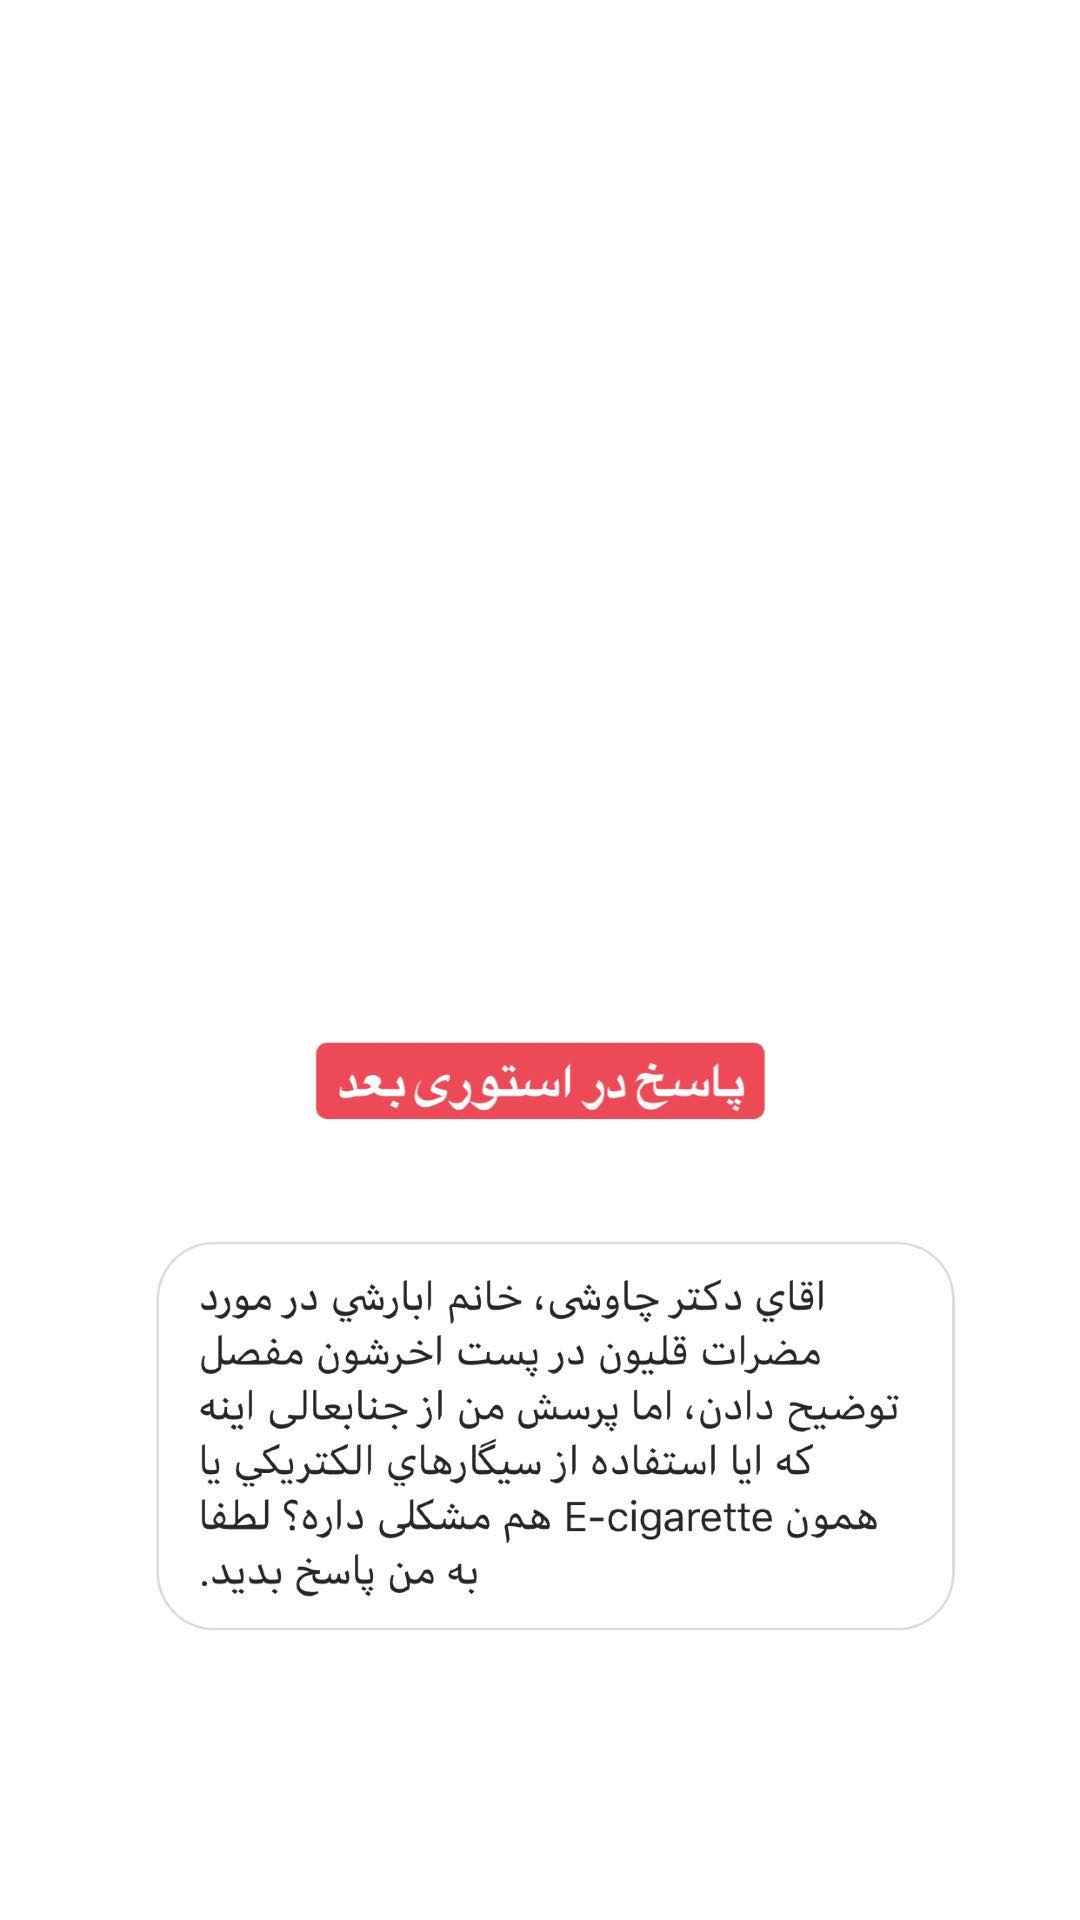 پاسخ در استوری بعد
اقاي دکتر چاوشی، خانم ابارشي در مورد
مضرات قلیون در پست اخرشون مفصل
توضیح دادن، اما پرسش من از جنابعالی اینه
که ایا استفاده از سیگارهاي الکتریکي یا
همون E-cigarette هم مشکلی داره؟ لطفا
به من پاسخ بدید.